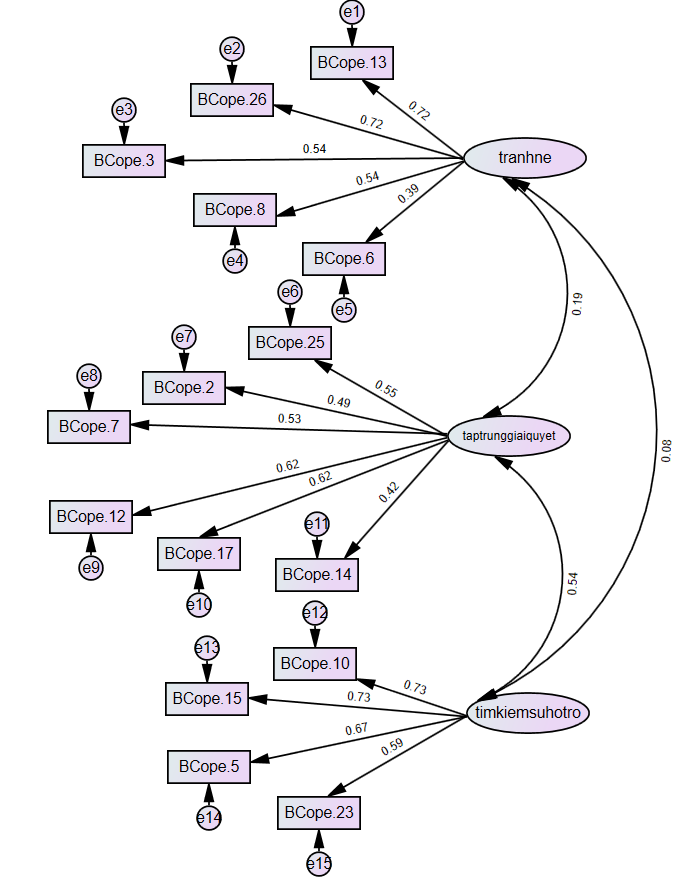 e1
BCope.13
e2
BCope.26
e3
BCope.3
0.72
0.72
0.54
tranhne
BCope.8
e4
0.54
0.39
BCope.6
e5
0.19
e6
BCope.25
e7
BCope.2
e8
BCope.7
0.55
0.49
0.53
taptrunggiaiquyet
0.08
0.62
0.62
0.42
BCope.12
e9
BCope.17
e10
e11
BCope.14
0.54
e12
BCope.10
e13
BCope.15
0.73
0.73
timkiemsuhotro
0.67
0.59
BCope.5
e14
BCope.23
e15